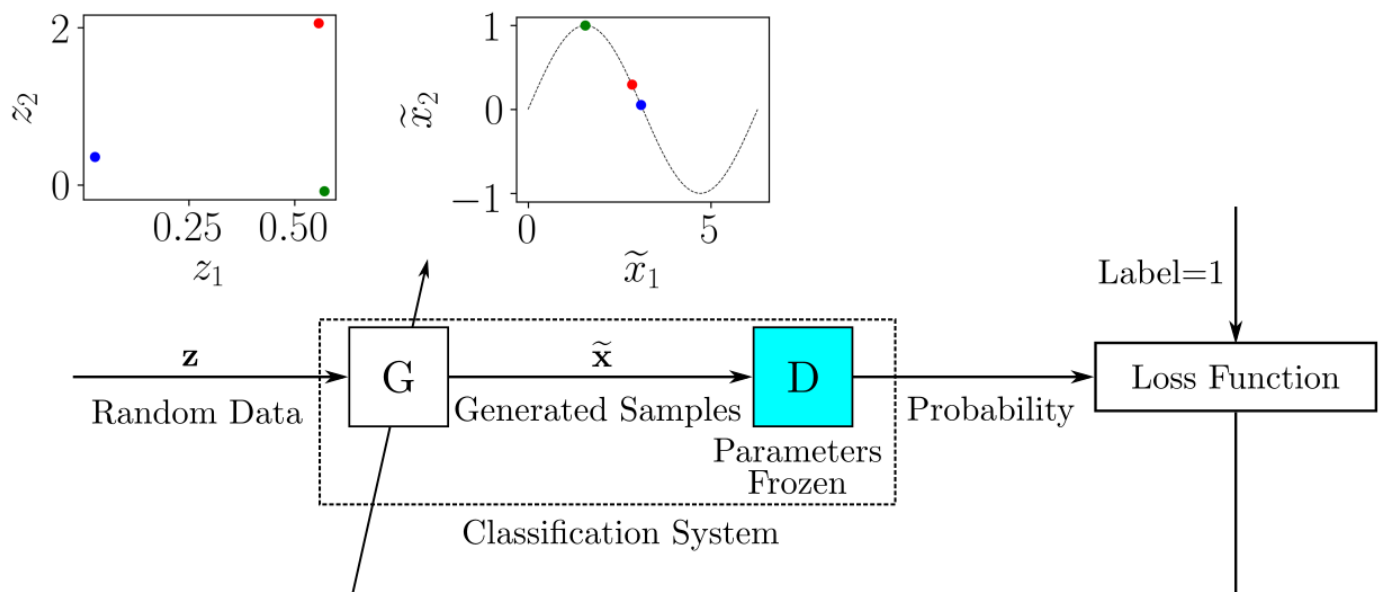 2
0
z₂
0.25 0.50
z₁
1
0
−1
x̃₂
0 5
x̃₁
Label=1
z
Random Data
G
x̃
Generated Samples
D
Parameters
Frozen
Probability
Loss Function
Classification System